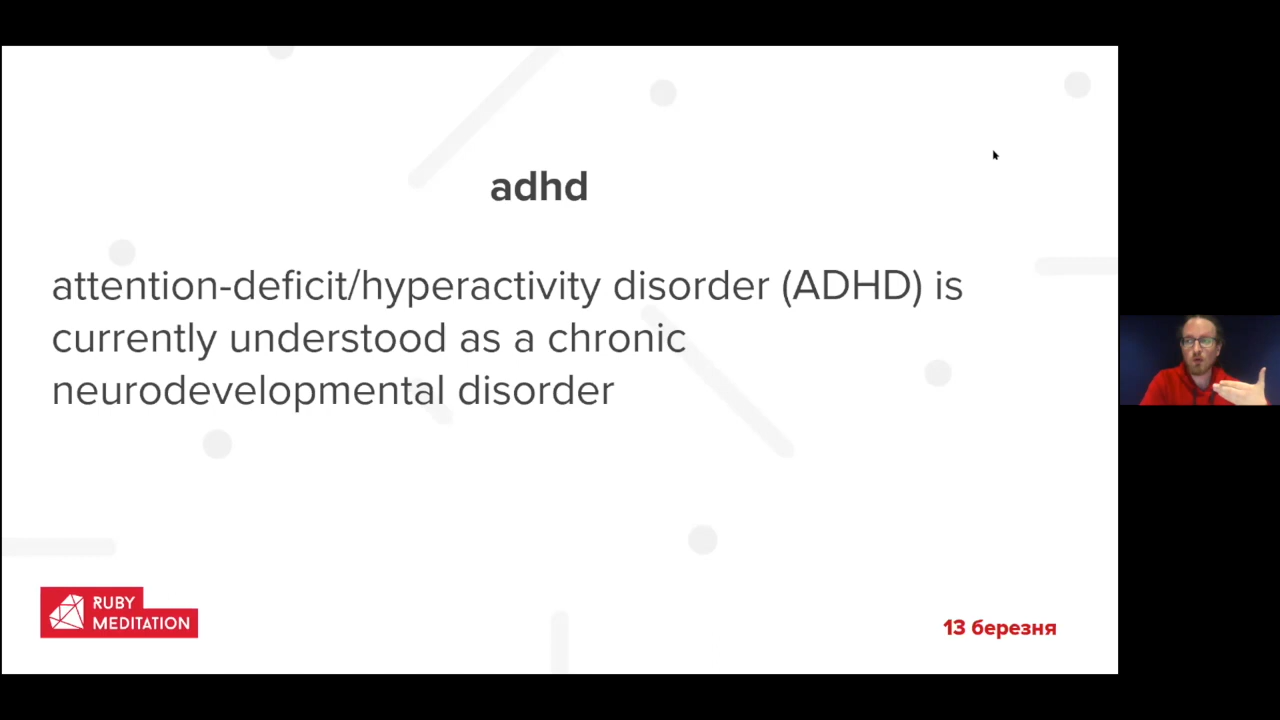 adhd
attention-deficit/hyperactivity disorder (ADHD) is
currently understood as a chronic
neurodevelopmental disorder
RUBY
MEDITATION
13 березня